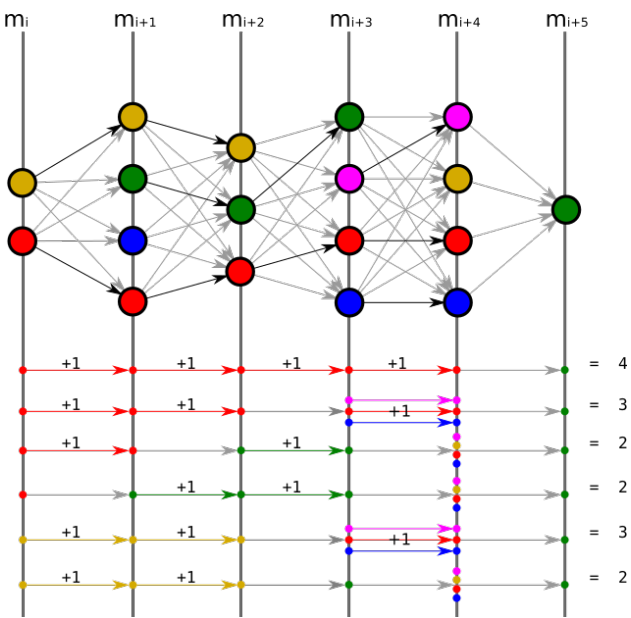 mᵢ mᵢ₊₁ mᵢ₊₂ mᵢ₊₃ mᵢ₊₄ mᵢ₊₅
+1 +1 +1 +1 = 4
+1 +1 +1 = 3
+1 +1 = 2
+1 +1 = 2
+1 +1 +1 = 3
+1 +1 = 2